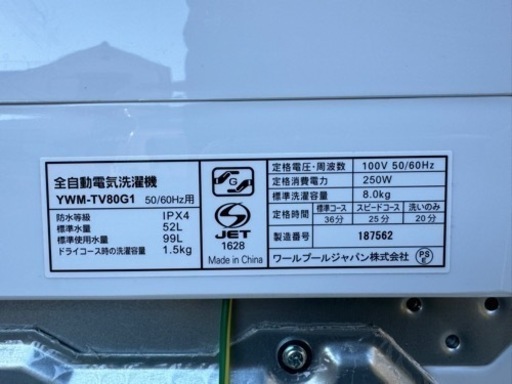 全自動電気洗濯機
YWM-TV80G1 50/60Hz用
防水等級 IPX4
標準水量 52L
標準使用水量 99L
ドライコース時の洗濯容量 1.5kg
G
JET
1628
Made in China
定格電圧・周波数 100V 50/60Hz
定格消費電力 250W
標準洗濯容量 8.0kg
定格時間 標準コース スピードコース 洗いのみ
36分 25分 20分
製造番号 187562
ワールプールジャパン株式会社
PS
E